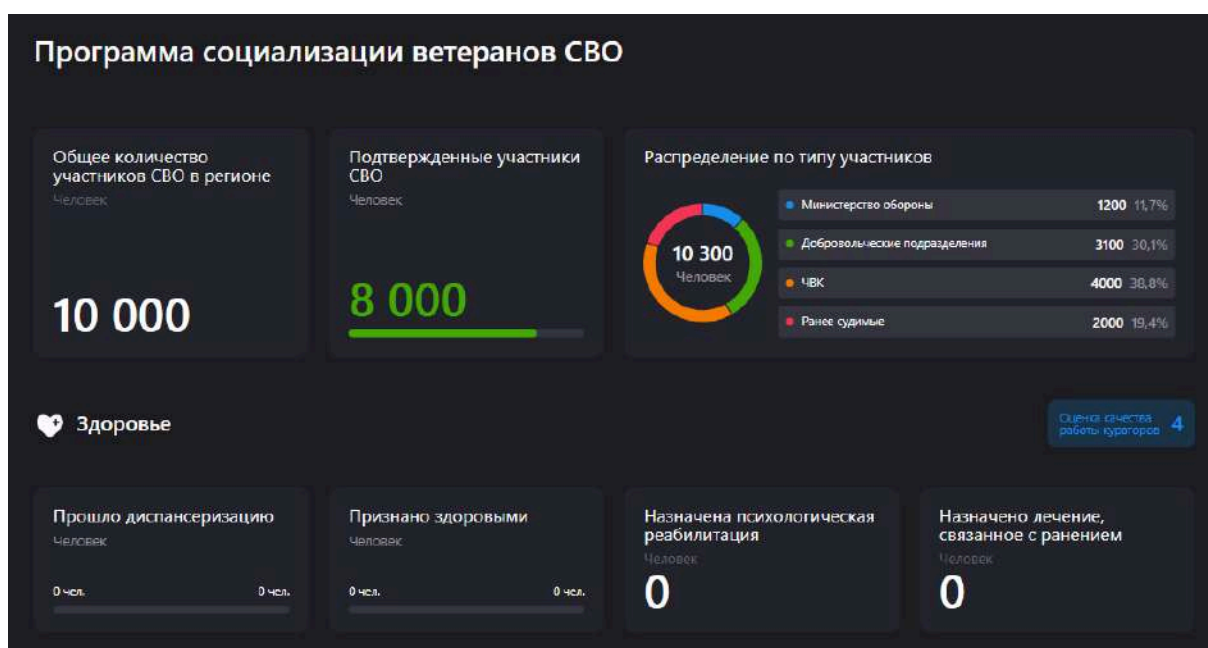 Программа социализации ветеранов СВО
Общее количество
участников СВО в регионе
Человек
10 000
Подтвержденные участники
СВО
Человек
8 000
Распределение по типу участников
10 300
Человек
Министерство обороны 1200 11,7%
Добровольческие подразделения 3100 30,1%
ЧВК 4000 38,8%
Ранее судимые 2000 19,4%
Здоровье
Оценка качества
работы кураторов 4
Прошло диспансеризацию
Человек
0 чел. 0 чел.
Признано здоровыми
Человек
0 чел. 0 чел.
Назначена психологическая
реабилитация
Человек
0
Назначено лечение,
связанное с ранением
Человек
0